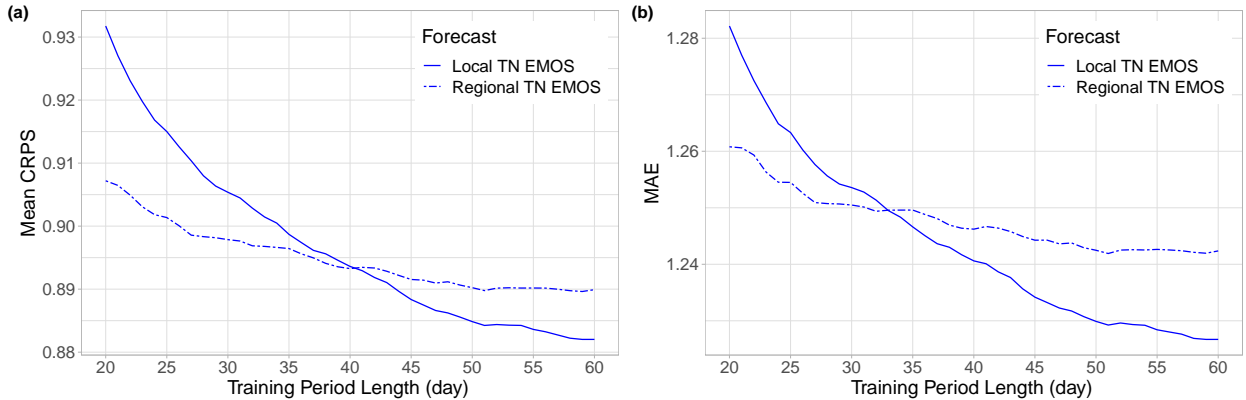 (a)
0.93
0.92
0.91
0.90
0.89
0.88
Mean CRPS
Forecast
Local TN EMOS
Regional TN EMOS
20 25 30 35 40 45 50 55 60
Training Period Length (day)
(b)
1.28
1.26
1.24
MAE
Forecast
Local TN EMOS
Regional TN EMOS
20 25 30 35 40 45 50 55 60
Training Period Length (day)